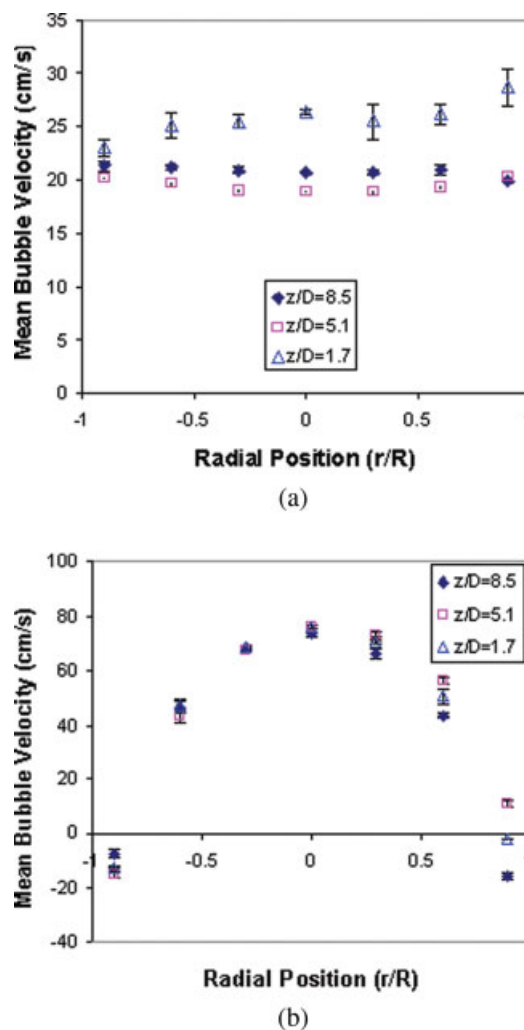 35
30
25
20
15
10
5
0
Mean Bubble Velocity (cm/s)
z/D=8.5
z/D=5.1
z/D=1.7
-1
-0.5
0
0.5
Radial Position (r/R)
(a)
100
80
60
40
20
0
-20
-40
Mean Bubble Velocity (cm/s)
z/D=8.5
z/D=5.1
z/D=1.7
-1
-0.5
0
0.5
Radial Position (r/R)
(b)